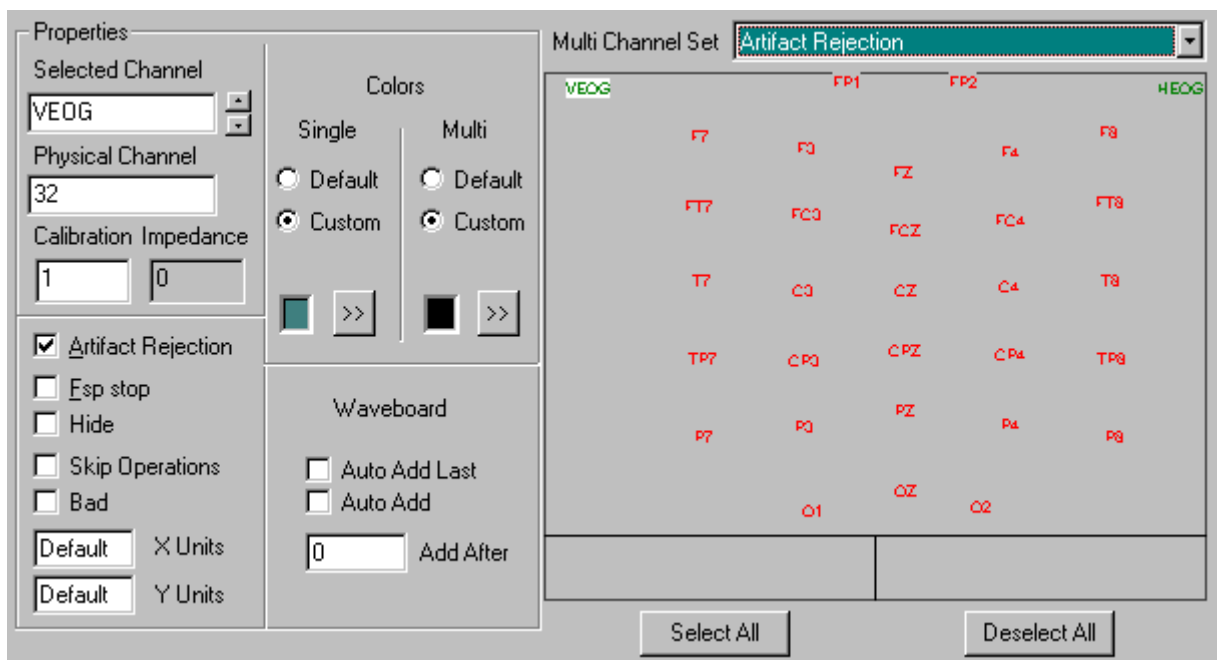 Properties
Selected Channel
VEOG
Physical Channel
32
Calibration Impedance
1 0
Artifact Rejection
Esp stop
Hide
Skip Operations
Bad
Default X Units
Default Y Units
Colors
Single Multi
Default Default
Custom Custom
>> >>
Waveboard
Auto Add Last
Auto Add
0 Add After
Multi Channel Set Artifact Rejection
VEOG FP1 FP2 HEOG
F7 F3 FZ F4 F8
FT7 FC3 FCZ FC4 FT8
T7 C3 CZ C4 T8
TP7 CP3 CPZ CP4 TP8
P7 P3 PZ P4 P8
O1 OZ O2
Select All Deselect All